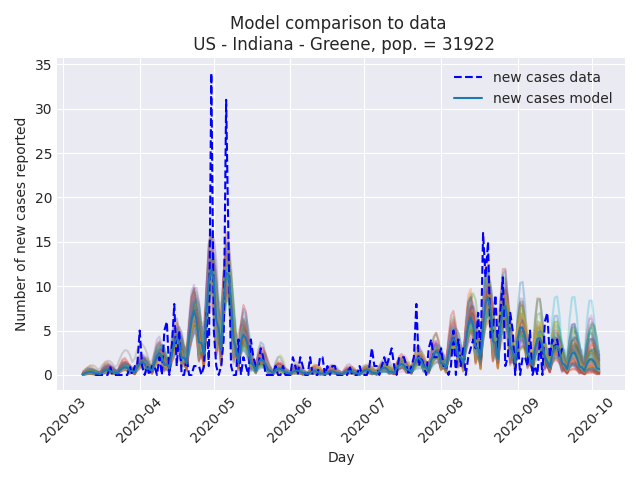 Model comparison to data
US - Indiana - Greene, pop. = 31922
new cases data
new cases model
Number of new cases reported
35
30
25
20
15
10
5
0
2020-03
2020-04
2020-05
2020-06
2020-07
2020-08
2020-09
2020-10
Day